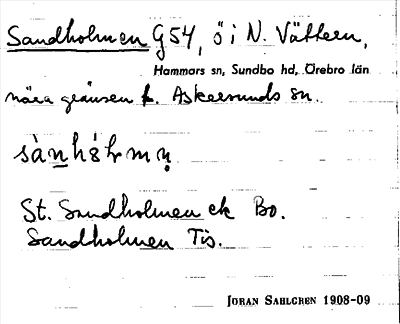 Sandholmen G54, ö i N. Vättern,
Hammars sn, Sundbo hd, Örebro län
nära gränsen t. Askersunds sn.
St. Sandholmen ek Bo.
Sandholmen Tis.
JÖRAN SAHLGREN 1908-09